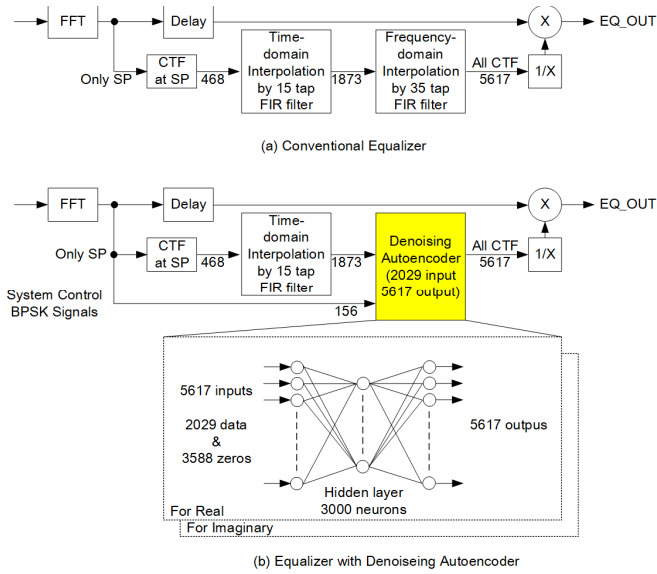 FFT
Delay
X
EQ_OUT
Only SP
CTF
at SP
468
Time-
domain
Interpolation
by 15 tap
FIR filter
1873
Frequency-
domain
Interpolation
by 35 tap
FIR filter
All CTF
5617
1/X
(a) Conventional Equalizer
FFT
Delay
X
EQ_OUT
Only SP
CTF
at SP
468
Time-
domain
Interpolation
by 15 tap
FIR filter
1873
Denoising
Autoencoder
(2029 input
5617 output)
All CTF
5617
1/X
System Control
BPSK Signals
156
5617 inputs
2029 data
&
3588 zeros
5617 outpus
Hidden layer
3000 neurons
For Real
For Imaginary
(b) Equalizer with Denoiseing Autoencoder